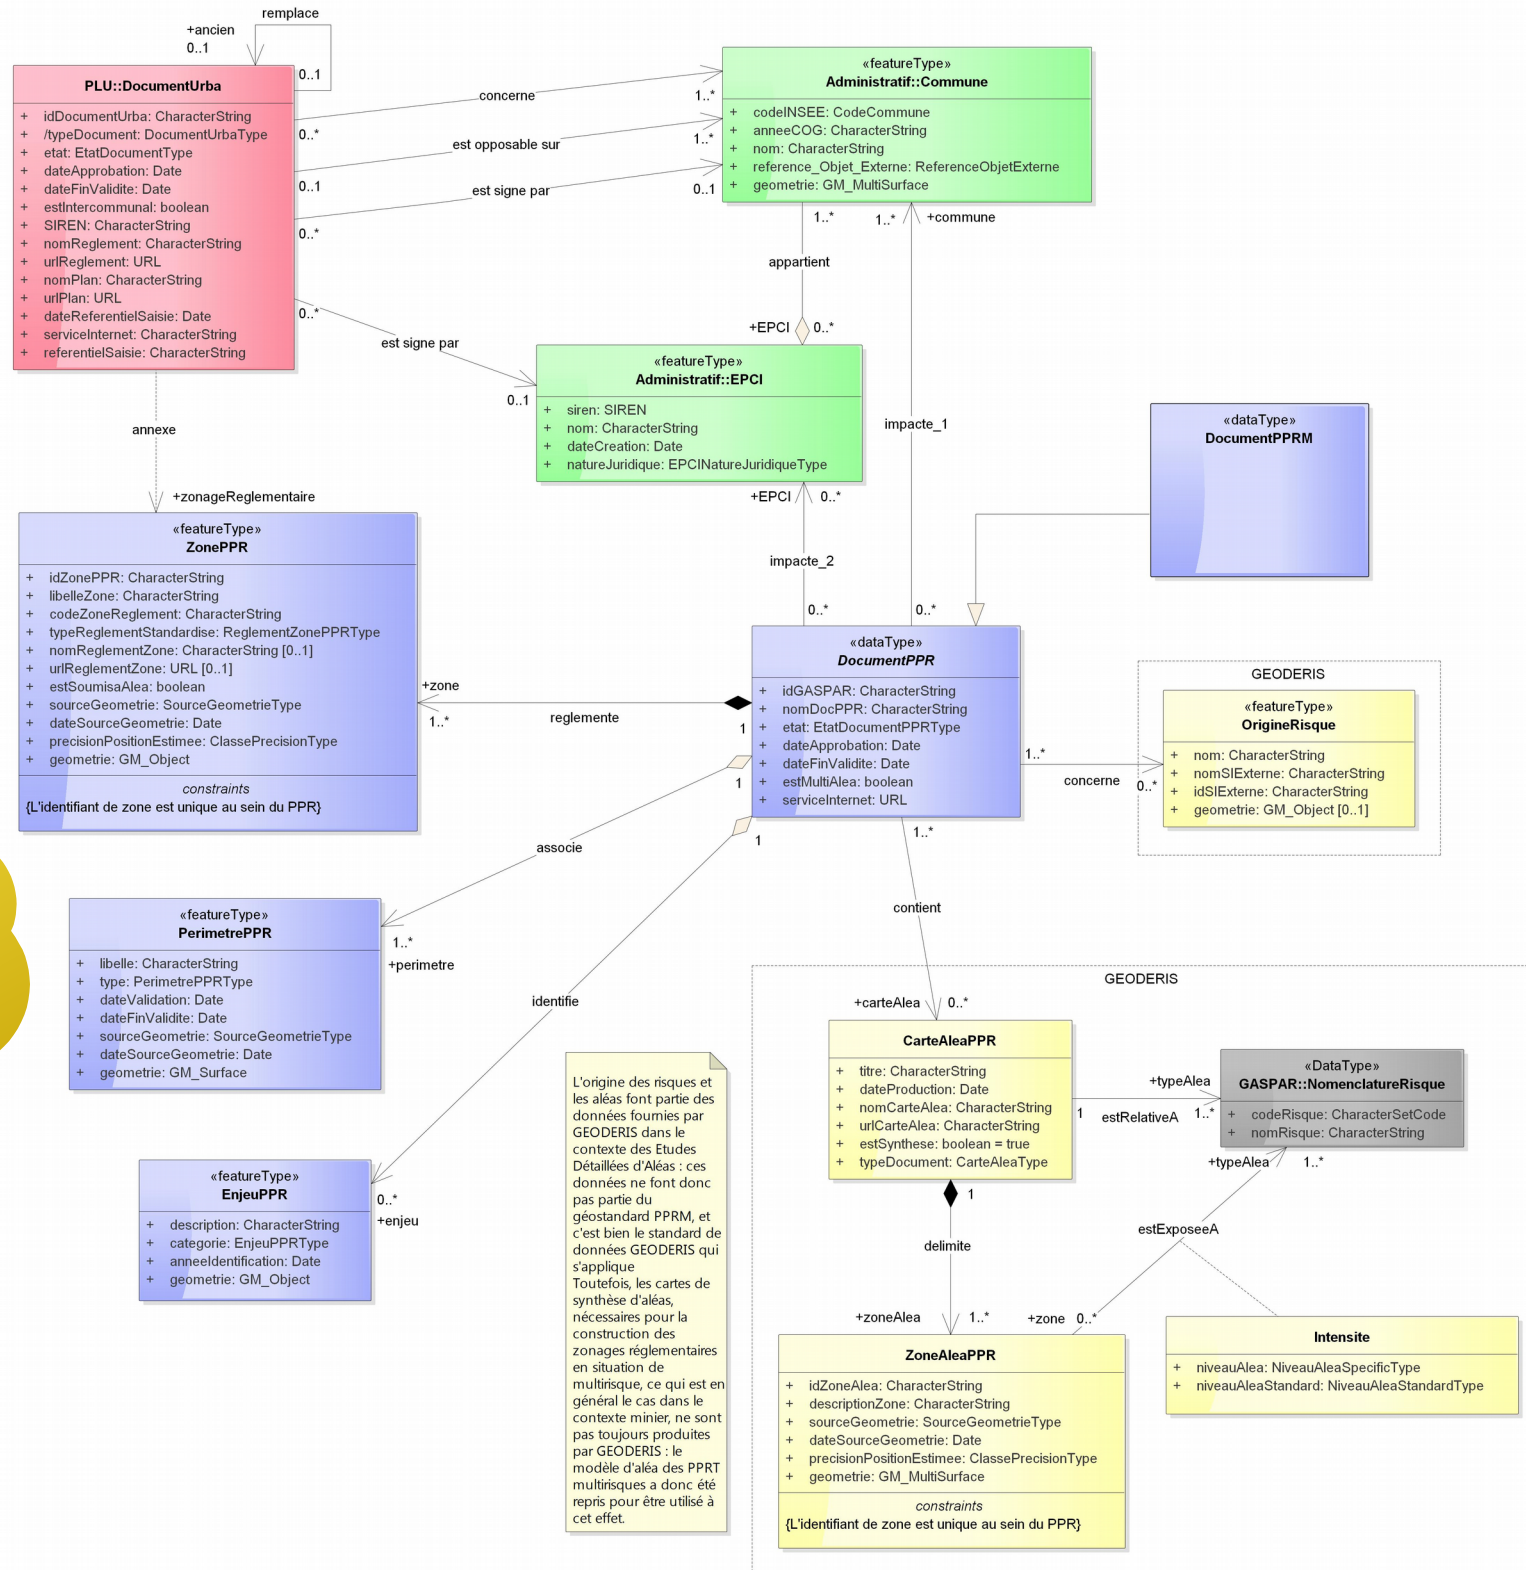 remplace
+ancien
0..1
0..1
PLU::DocumentUrba
+ idDocumentUrba: CharacterString
+ /typeDocument: DocumentUrbaType
+ etat: EtatDocumentType
+ dateApprobation: Date
+ dateFinValidite: Date
+ estIntercommunal: boolean
+ SIREN: CharacterString
+ nomReglement: CharacterString
+ urlReglement: URL
+ nomPlan: CharacterString
+ urlPlan: URL
+ dateReferentielSaisie: Date
+ serviceInternet: CharacterString
+ referentielSaisie: CharacterString
concerne
0..*
1..*
est opposable sur
0..1
1..*
est signe par
0..*
0..1
«featureType»
Administratif::Commune
+ codeINSEE: CodeCommune
+ anneeCOG: CharacterString
+ nom: CharacterString
+ reference_Objet_Externe: ReferenceObjetExterne
+ geometrie: GM_MultiSurface
1..*
1..*
+commune
appartient
+EPCI
0..*
0..*
est signe par
0..1
«featureType»
Administratif::EPCI
+ siren: SIREN
+ nom: CharacterString
+ dateCreation: Date
+ natureJuridique: EPCINatureJuridiqueType
+EPCI
0..*
impacte_1
impacte_2
0..*
0..*
«dataType»
DocumentPPRM
annexe
+zonageReglementaire
«featureType»
ZonePPR
+ idZonePPR: CharacterString
+ libelleZone: CharacterString
+ codeZoneReglement: CharacterString
+ typeReglementStandardise: ReglementZonePPRType
+ nomReglementZone: CharacterString [0..1]
+ urlReglementZone: URL [0..1]
+ estSoumisaAlea: boolean
+ sourceGeometrie: SourceGeometrieType
+ dateSourceGeometrie: Date
+ precisionPositionEstimee: ClassePrecisionType
+ geometrie: GM_Object
constraints
{L'identifiant de zone est unique au sein du PPR}
+zone
1..*
reglemente
1
«dataType»
DocumentPPR
+ idGASPAR: CharacterString
+ nomDocPPR: CharacterString
+ etat: EtatDocumentPPRType
+ dateApprobation: Date
+ dateFinValidite: Date
+ estMultiAlea: boolean
+ serviceInternet: URL
1..*
concerne
0..*
GEODERIS
«featureType»
OrigineRisque
+ nom: CharacterString
+ nomSIExterne: CharacterString
+ idSIExterne: CharacterString
+ geometrie: GM_Object [0..1]
1
associe
1
1..*
contient
«featureType»
PerimetrePPR
+ libelle: CharacterString
+ type: PerimetrePPRType
+ dateValidation: Date
+ dateFinValidite: Date
+ sourceGeometrie: SourceGeometrieType
+ dateSourceGeometrie: Date
+ geometrie: GM_Surface
1..*
+perimetre
identifie
«featureType»
EnjeuPPR
+ description: CharacterString
+ categorie: EnjeuPPRType
+ anneeIdentification: Date
+ geometrie: GM_Object
0..*
+enjeu
L'origine des risques et
les aléas font partie des
données fournies par
GEODERIS dans le
contexte des Etudes
Détaillées d'Aléas : ces
données ne font donc
pas partie du
géostandard PPRM, et
c'est bien le standard de
données GEODERIS qui
s'applique
Toutefois, les cartes de
synthèse d'aléas,
nécessaires pour la
construction des
zonages réglementaires
en situation de
multirisque, ce qui est en
général le cas dans le
contexte minier, ne sont
pas toujours produites
par GEODERIS : le
modèle d'aléa des PPRT
multirisques a donc été
repris pour être utilisé à
cet effet.
GEODERIS
+carteAlea
0..*
CarteAleaPPR
+ titre: CharacterString
+ dateProduction: Date
+ nomCarteAlea: CharacterString
+ urlCarteAlea: CharacterString
+ estSynthese: boolean = true
+ typeDocument: CarteAleaType
1
estRelativeA
+typeAlea
1..*
«DataType»
GASPAR::NomenclatureRisque
+ codeRisque: CharacterSetCode
+ nomRisque: CharacterString
+typeAlea
1..*
1
delimite
estExposeeA
+zoneAlea
1..*
+zone
0..*
ZoneAleaPPR
+ idZoneAlea: CharacterString
+ descriptionZone: CharacterString
+ sourceGeometrie: SourceGeometrieType
+ dateSourceGeometrie: Date
+ precisionPositionEstimee: ClassePrecisionType
+ geometrie: GM_MultiSurface
constraints
{L'identifiant de zone est unique au sein du PPR}
Intensite
+ niveauAlea: NiveauAleaSpecificType
+ niveauAleaStandard: NiveauAleaStandardType